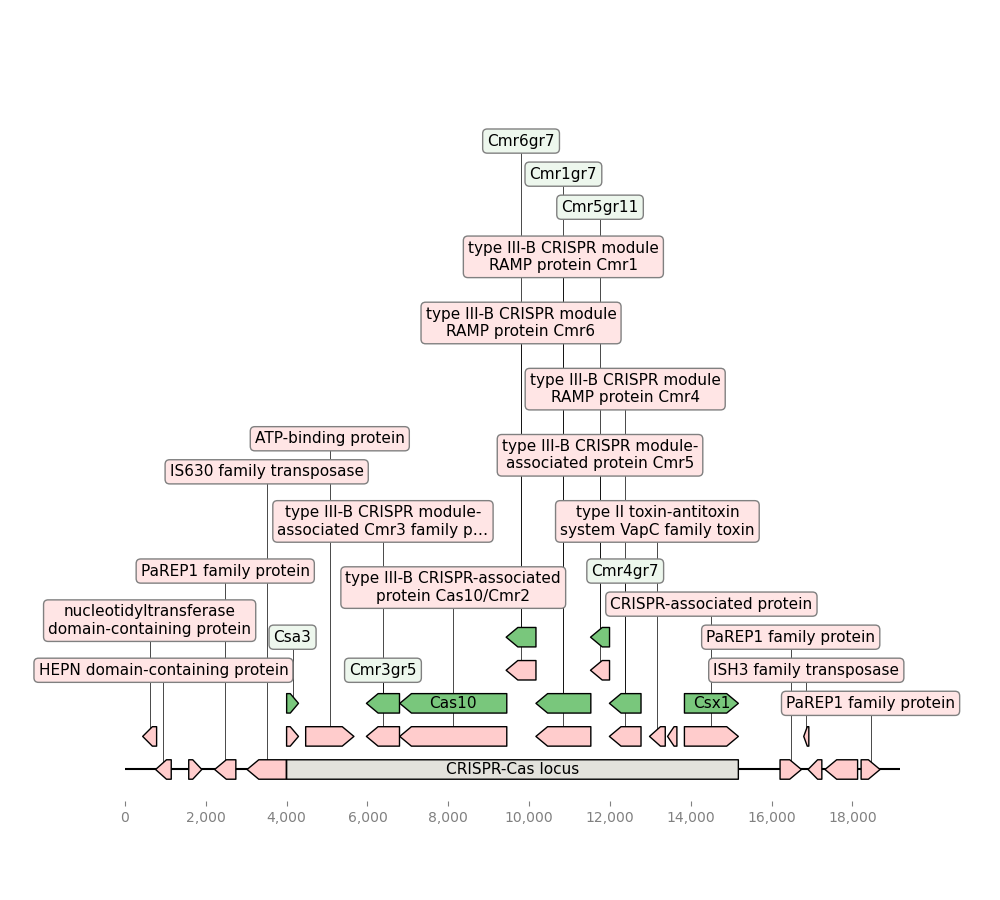 Cmr6gr7
Cmr1gr7
Cmr5gr11
type III-B CRISPR module
RAMP protein Cmr1
type III-B CRISPR module
RAMP protein Cmr6
type III-B CRISPR module
RAMP protein Cmr4
ATP-binding protein
type III-B CRISPR module-
associated protein Cmr5
IS630 family transposase
type III-B CRISPR module-
associated Cmr3 family p...
type II toxin-antitoxin
system VapC family toxin
PaREP1 family protein
type III-B CRISPR-associated
protein Cas10/Cmr2
Cmr4gr7
nucleotidyltransferase
domain-containing protein
CRISPR-associated protein
Csa3
PaREP1 family protein
HEPN domain-containing protein
Cmr3gr5
ISH3 family transposase
Cas10
Csx1
PaREP1 family protein
CRISPR-Cas locus
0
2,000
4,000
6,000
8,000
10,000
12,000
14,000
16,000
18,000